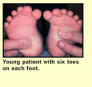 Young patient with six toes
on each foot.